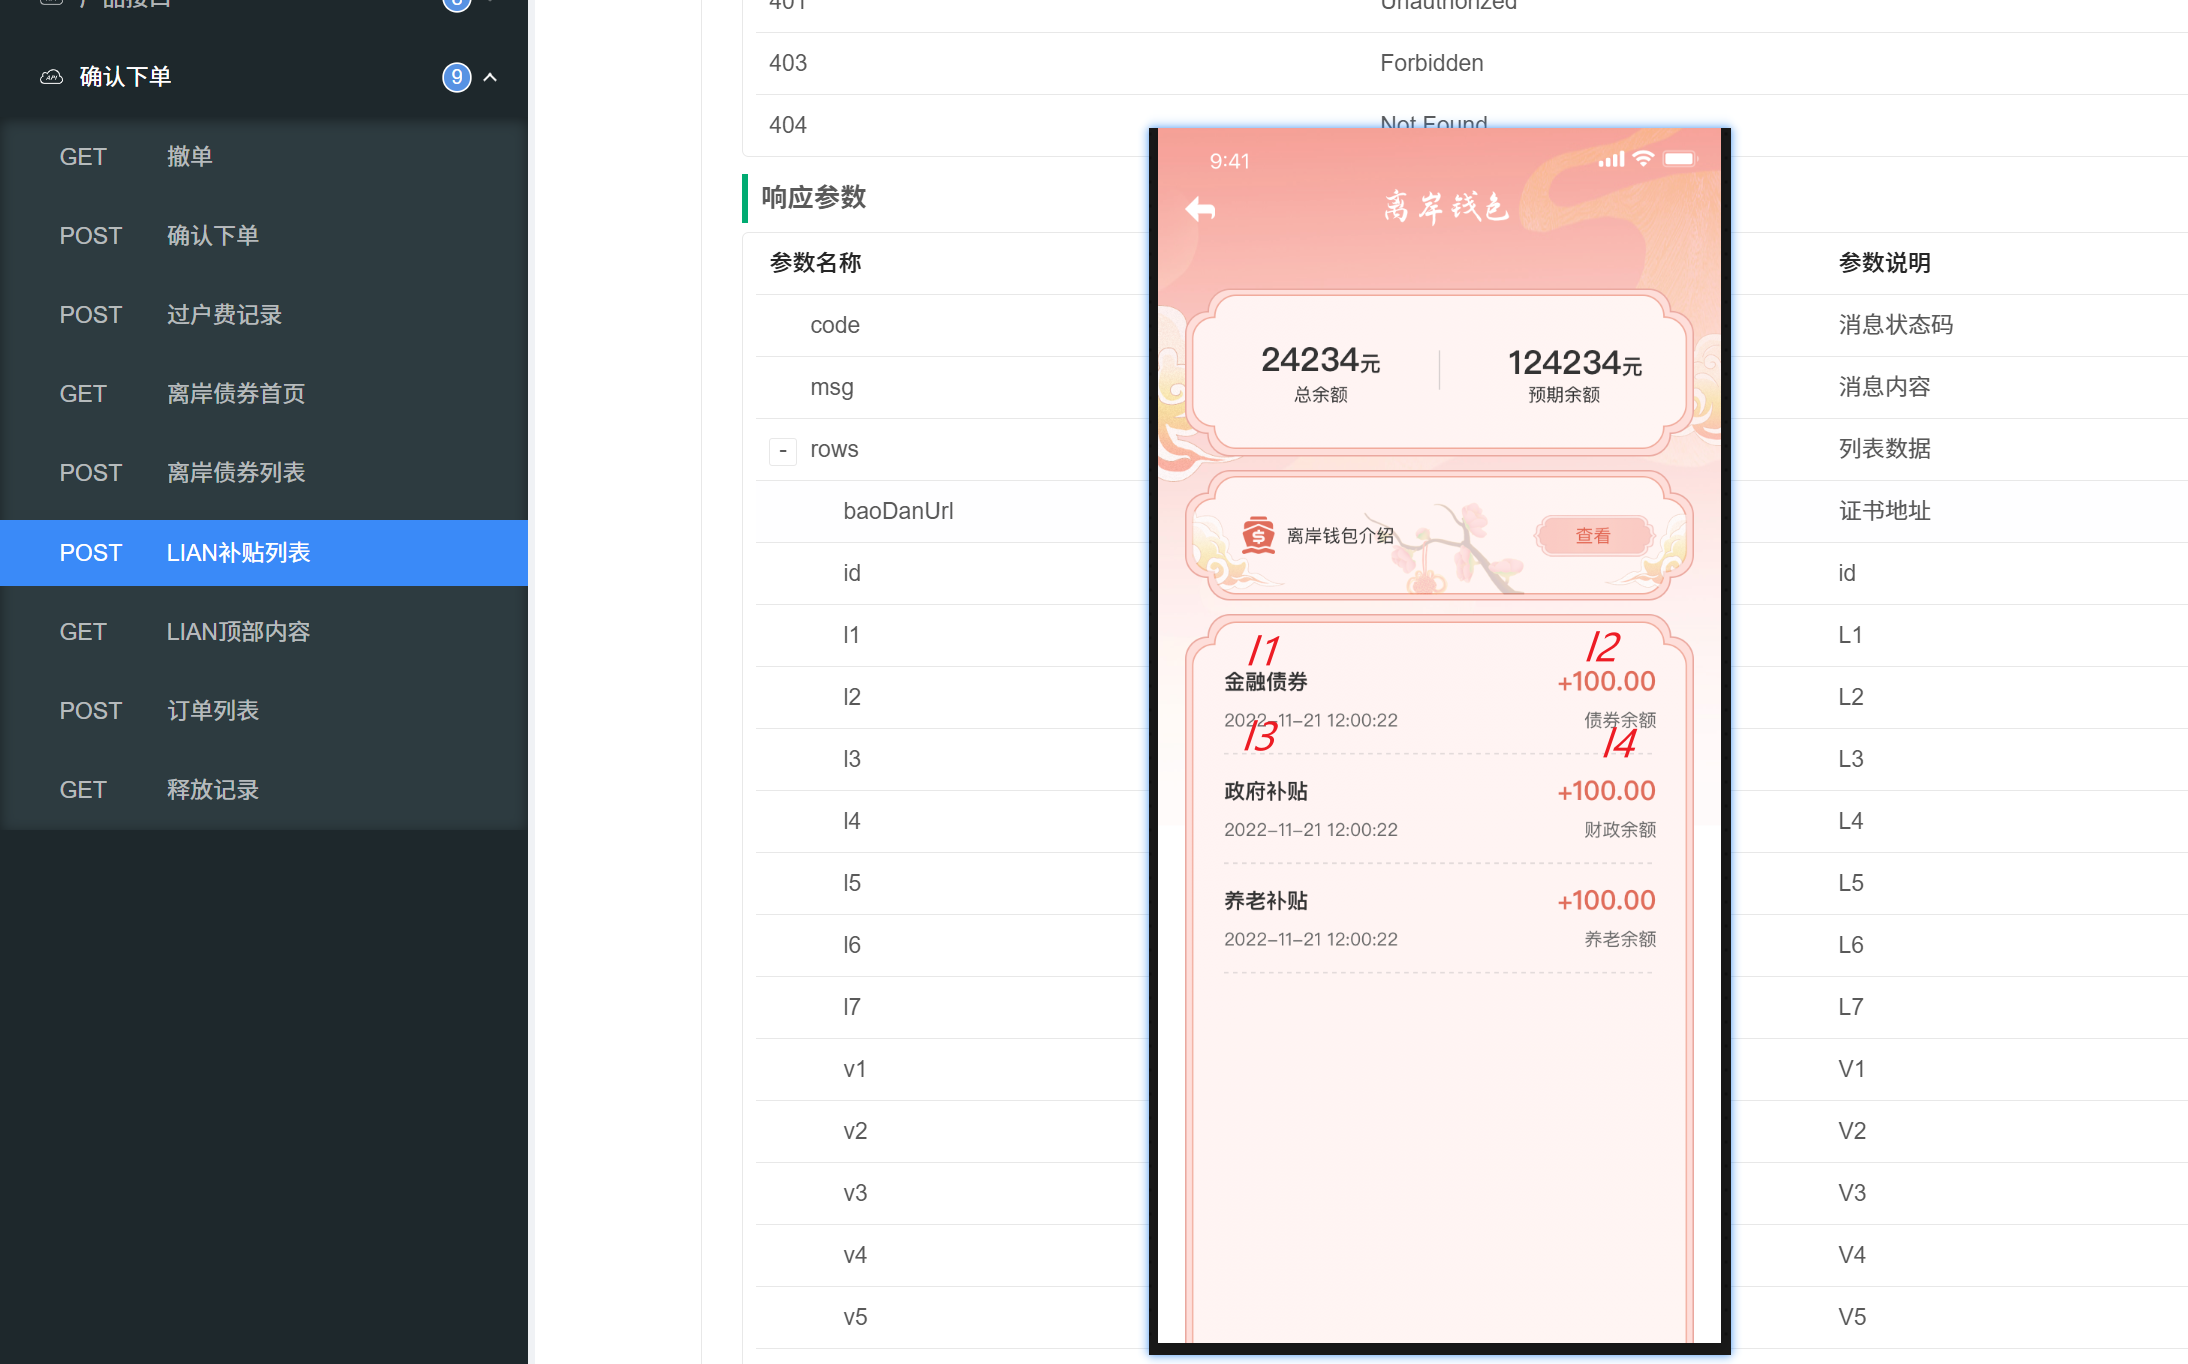 产品接口
确认下单 9
GET 撤单
POST 确认下单
POST 过户费记录
GET 离岸债券首页
POST 离岸债券列表
POST LIAN补贴列表
GET LIAN顶部内容
POST 订单列表
GET 释放记录
401 Unauthorized
403 Forbidden
404 Not Found
响应参数
参数名称 参数说明
code 消息状态码
msg 消息内容
- rows 列表数据
baoDanUrl 证书地址
id id
l1 L1
l2 L2
l3 L3
l4 L4
l5 L5
l6 L6
l7 L7
v1 V1
v2 V2
v3 V3
v4 V4
v5 V5
9:41
离岸钱包
24234元 124234元
总余额 预期余额
离岸钱包介绍 查看
l1 l2
金融债券 +100.00
2022-11-21 12:00:22 债券余额
l3 l4
政府补贴 +100.00
2022-11-21 12:00:22 财政余额
养老补贴 +100.00
2022-11-21 12:00:22 养老余额